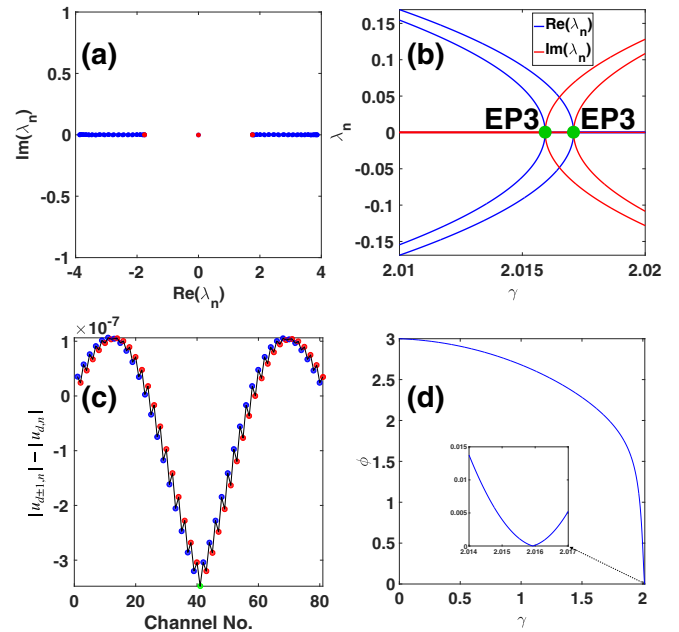 (a)
Im(λn)
1
0.5
0
-0.5
-1
-4 -2 0 2 4
Re(λn)
(b)
Re(λn)
Im(λn)
EP3 EP3
λn
0.15
0.1
0.05
0
-0.05
-0.1
-0.15
2.01 2.015 2.02
γ
(c)
× 10-7
|ud±1,n| − |ud,n|
1
0
-1
-2
-3
0 20 40 60 80
Channel No.
(d)
ϕ
3
2.5
2
1.5
1
0.5
0
0.015
0.01
0.005
0
2.014 2.015 2.016 2.017
0 0.5 1 1.5 2
γ